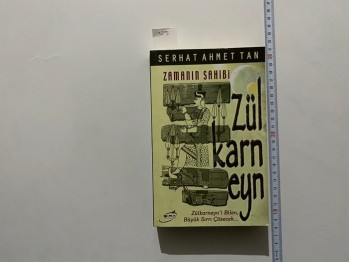 SERHAT AHMET TAN
ZAMANIN SAHİBİ
Zül
karn
eyn
Zülkarneyn'i Bilen,
Büyük Sırrı Çözecek...